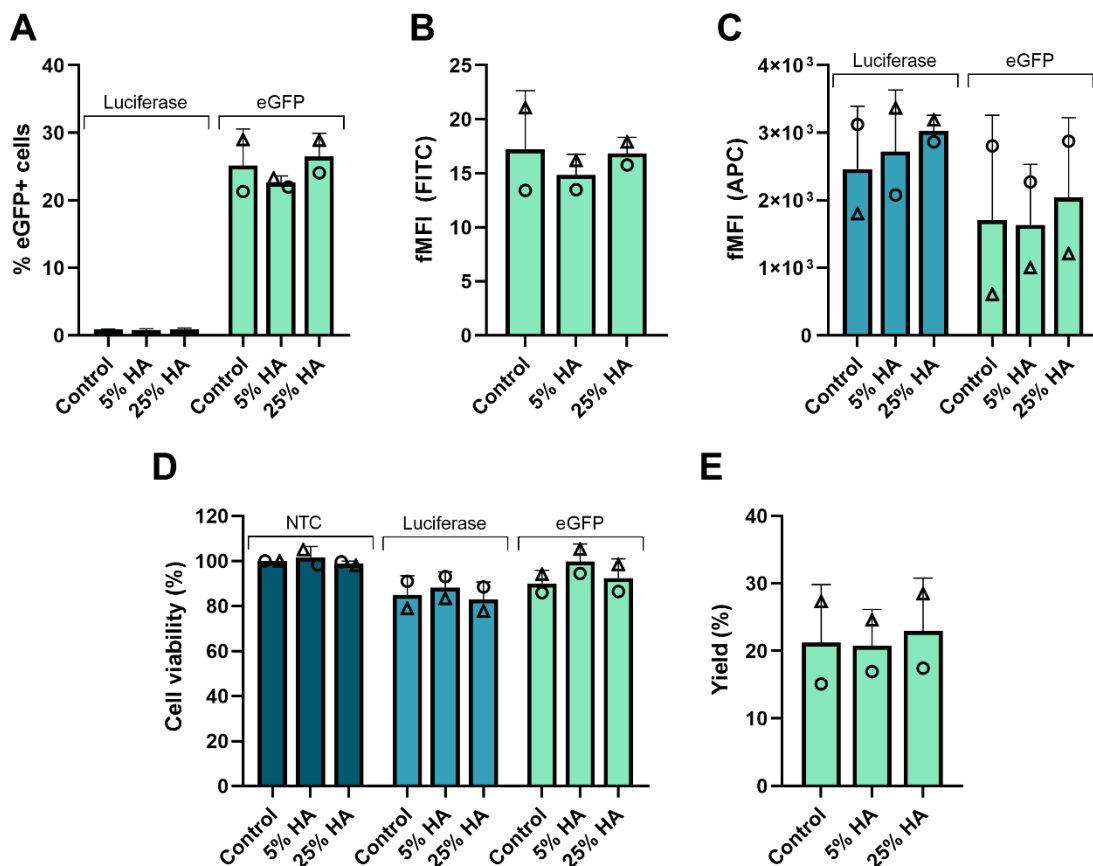 A
% eGFP+ cells
40
30
20
10
0
Luciferase
eGFP
Control
5% HA
25% HA
Control
5% HA
25% HA
B
fMFI (FITC)
25
20
15
10
5
0
Control
5% HA
25% HA
C
fMFI (APC)
4×10³
3×10³
2×10³
1×10³
0
Luciferase
eGFP
Control
5% HA
25% HA
Control
5% HA
25% HA
D
Cell viability (%)
120
100
80
60
40
20
0
NTC
Luciferase
eGFP
Control
5% HA
25% HA
Control
5% HA
25% HA
Control
5% HA
25% HA
E
Yield (%)
40
30
20
10
0
Control
5% HA
25% HA